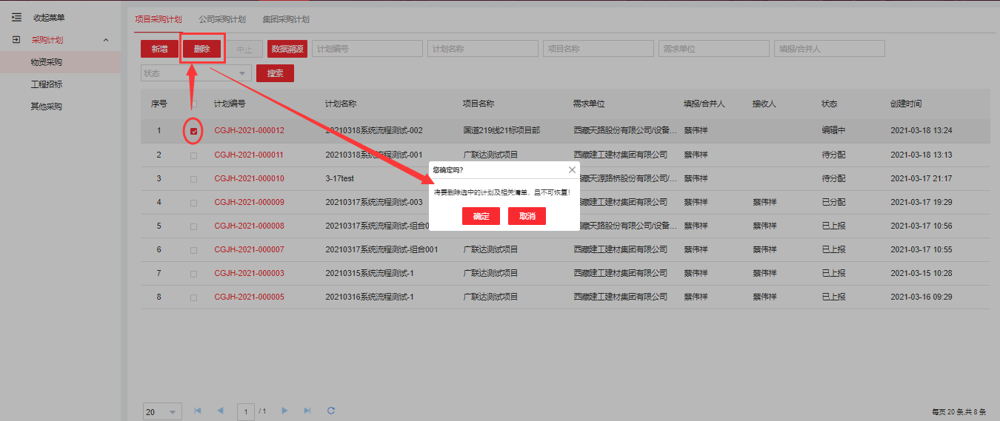 收起菜单
采购计划
物资采购
工程招标
其他采购
项目采购计划 公司采购计划 集团采购计划
新增 删除 中止 数据溯源 计划编号 计划名称 项目名称 需求单位 填报/合并人
状态 搜索
序号 计划编号 计划名称 项目名称 需求单位 填报/合并人 接收人 状态 创建时间
1 CGJH-2021-000012 20210318系统流程测试-002 国道219线21标项目部 西藏天路股份有限公司/设备... 蔡伟祥 编辑中 2021-03-18 13:24
2 CGJH-2021-000011 20210318系统流程测试-001 广联达测试项目 西藏建工建材集团有限公司 蔡伟祥 待分配 2021-03-18 13:13
3 CGJH-2021-000010 3-17test 西藏天源路桥股份有限公司/... 蔡伟祥 待分配 2021-03-17 21:17
4 CGJH-2021-000009 20210317系统流程测试-003 西藏建工建材集团有限公司 蔡伟祥 蔡伟祥 已分配 2021-03-17 19:29
5 CGJH-2021-000008 20210317系统流程测试-组合0 西藏天路股份有限公司/设备... 蔡伟祥 蔡伟祥 已上报 2021-03-17 10:56
6 CGJH-2021-000007 20210317系统流程测试-组合001 广联达测试项目 西藏建工建材集团有限公司 蔡伟祥 蔡伟祥 已上报 2021-03-17 10:55
7 CGJH-2021-000003 20210315系统流程测试-1 广联达测试项目 西藏建工建材集团有限公司 蔡伟祥 蔡伟祥 已上报 2021-03-15 10:28
8 CGJH-2021-000005 20210316系统流程测试-1 广联达测试项目 西藏建工建材集团有限公司 蔡伟祥 蔡伟祥 已上报 2021-03-16 09:29
您确定吗?
将要删除选中的计划及相关清单，且不可恢复!
确定 取消
20 1 / 1 每页 20 条,共 8 条